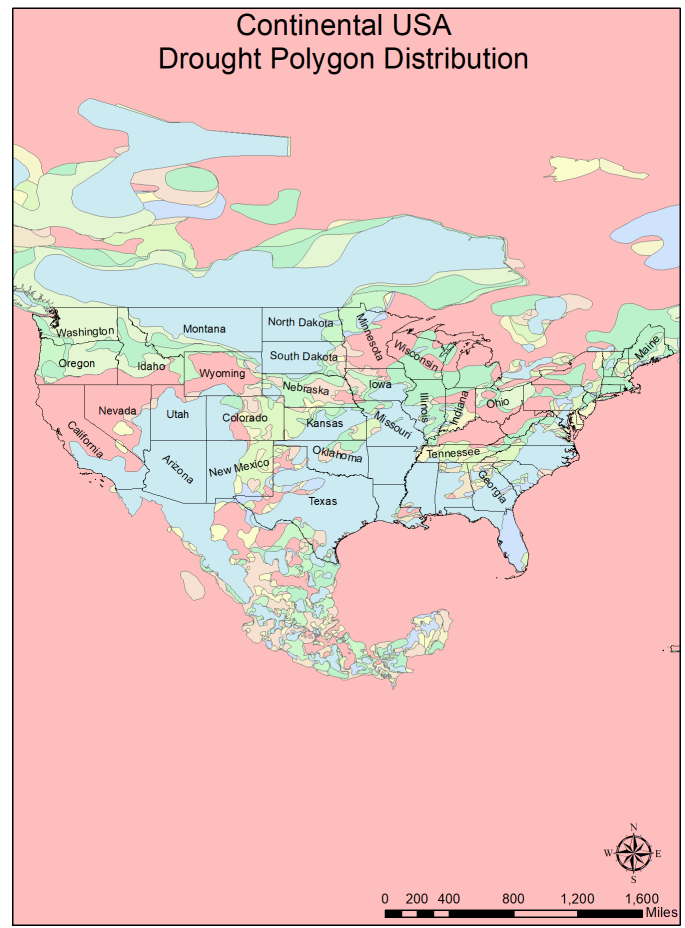 Continental USA
Drought Polygon Distribution
Washington
Montana
North Dakota
Minnesota
Maine
Wisconsin
Oregon
Idaho
South Dakota
Wyoming
Iowa
Nebraska
Illinois
Indiana
Ohio
Nevada
Utah
Colorado
Kansas
Missouri
California
Tennessee
Oklahoma
Arizona
New Mexico
Georgia
Texas
N
W E
S
0 200 400 800 1,200 1,600
Miles